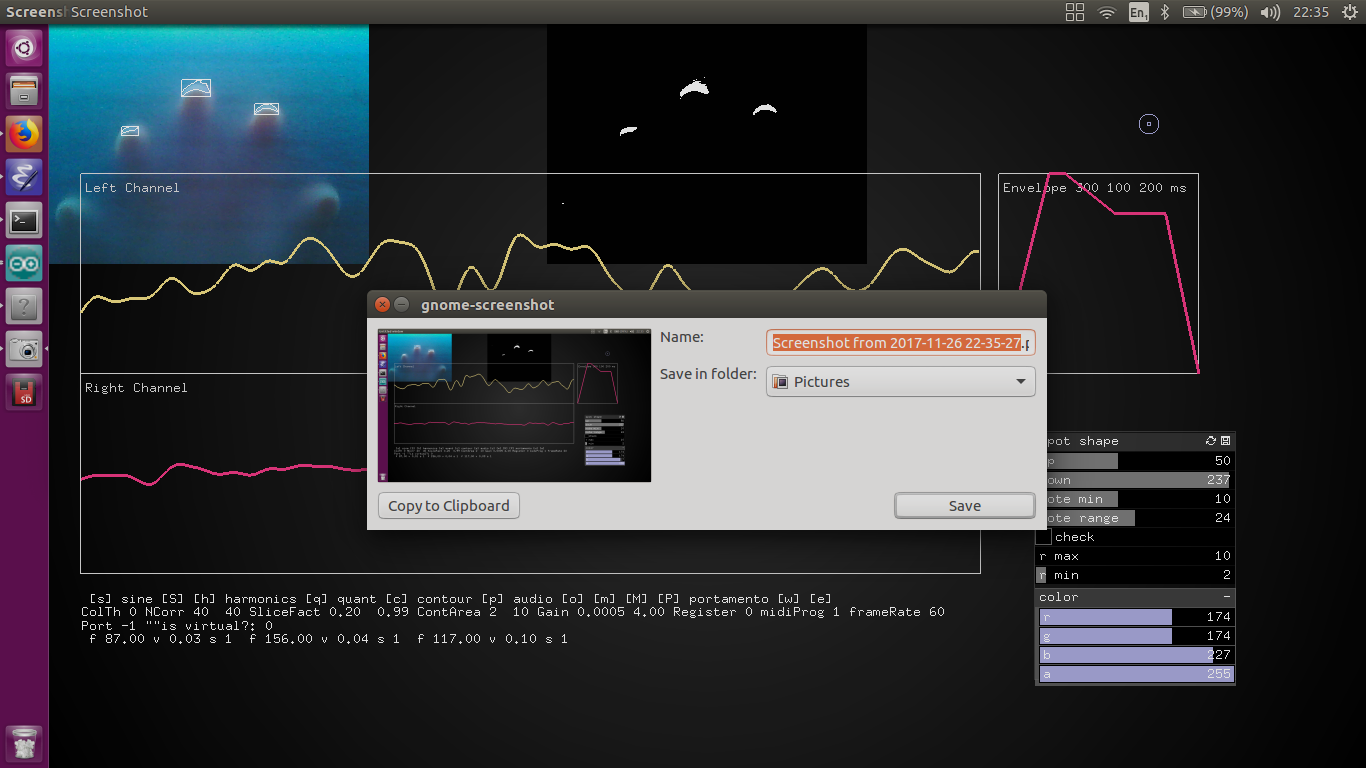 Screens Screenshot
En1 (99%) 22:35
Left Channel
Envelope 300 100 200 ms
gnome-screenshot
Name:
Screenshot from 2017-11-26 22-35-27.p
Save in folder:
Pictures
Copy to Clipboard
Save
Right Channel
pot shape
p 50
own 237
ote min 10
ote range 24
check
r max 10
r min 2
color -
r 174
g 174
b 227
a 255
[s] sine [S] [h] harmonics [q] quant [c] contour [p] audio [o] [m] [M] [P] portamento [w] [e]
ColTh 0 NCorr 40  40 SliceFact 0.20  0.99 ContArea 2  10 Gain 0.0005 4.00 Register 0 midiProg 1 frameRate 60
Port -1 ""is virtual?: 0
f 87.00 v 0.03 s 1  f 156.00 v 0.04 s 1  f 117.00 v 0.10 s 1
SD